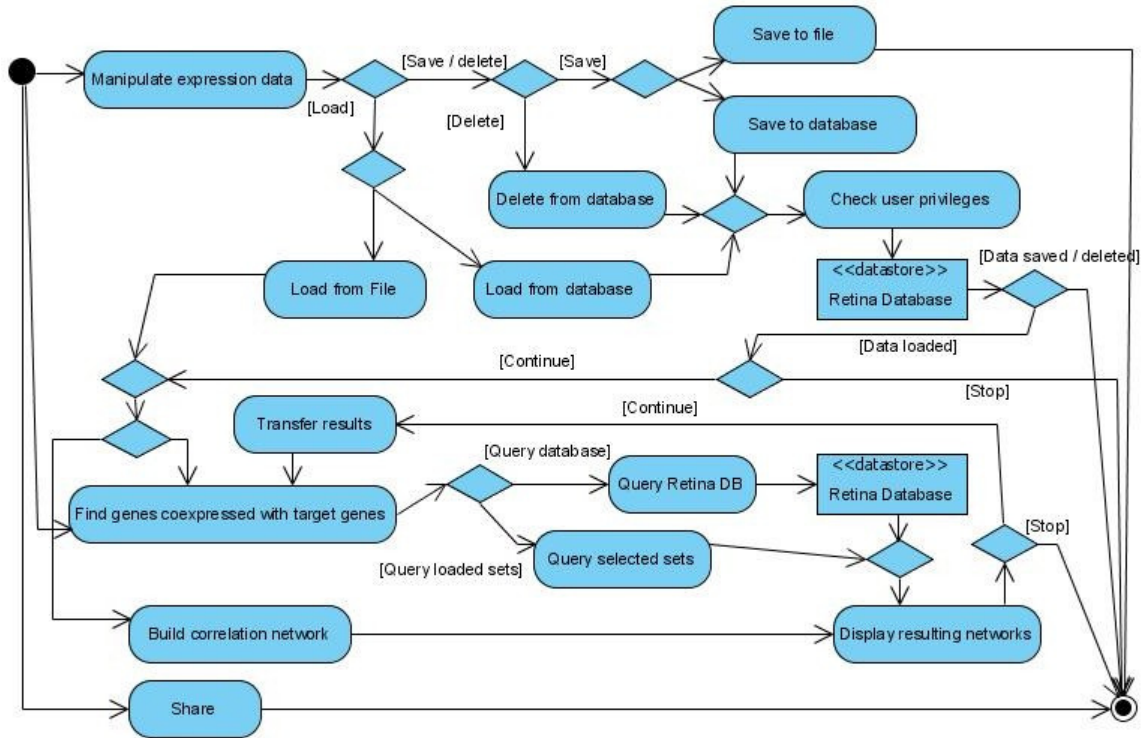 Save to file
Manipulate expression data
[Save / delete]
[Save]
[Load]
[Delete]
Save to database
Delete from database
Check user privileges
Load from File
Load from database
<<datastore>>
Retina Database
[Data saved / deleted]
[Data loaded]
[Continue]
[Stop]
[Continue]
Transfer results
[Query database]
Query Retina DB
<<datastore>>
Retina Database
Find genes coexpressed with target genes
[Stop]
[Query loaded sets]
Query selected sets
Build correlation network
Display resulting networks
Share